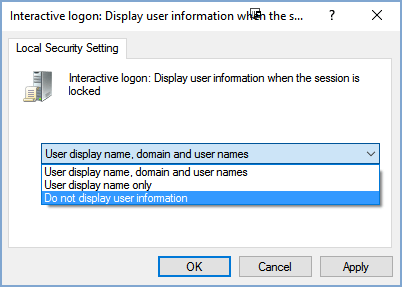 Interactive logon: Display user information when the s...
Local Security Setting
Interactive logon: Display user information when the session is
locked
User display name, domain and user names
User display name, domain and user names
User display name only
Do not display user information
OK
Cancel
Apply